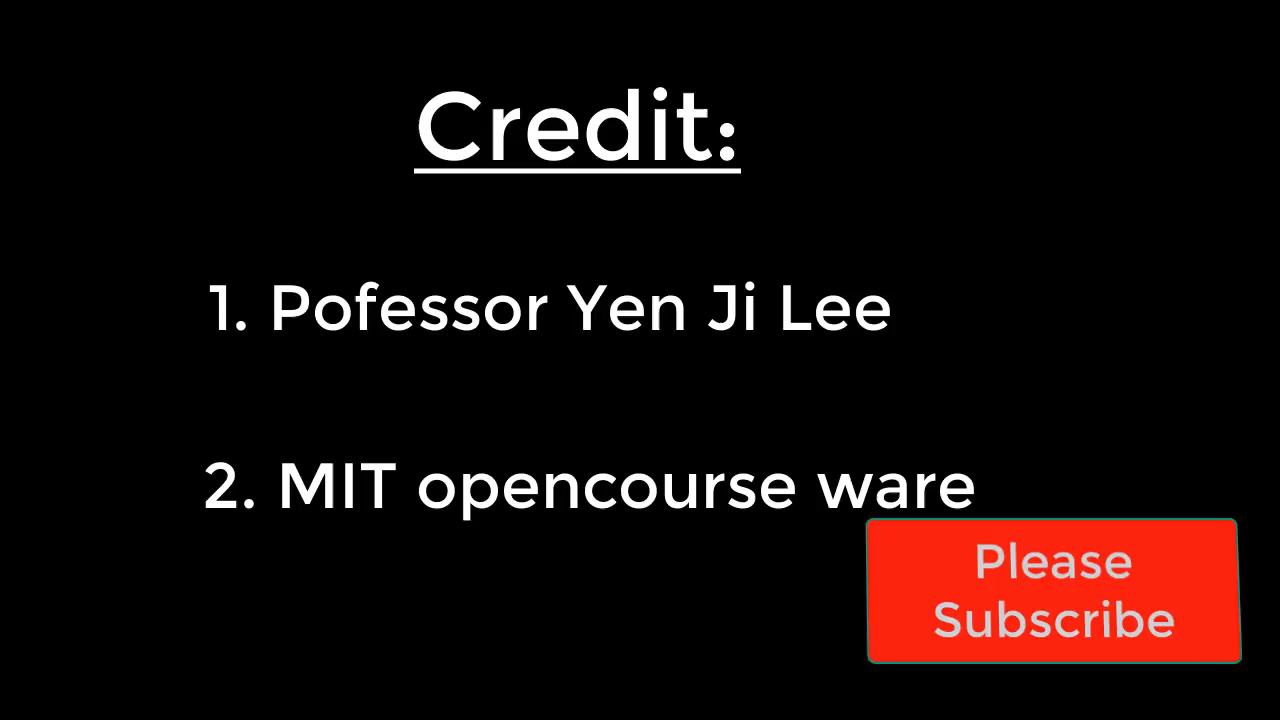 Credit:
1. Pofessor Yen Ji Lee
2. MIT opencourse ware
Please
Subscribe